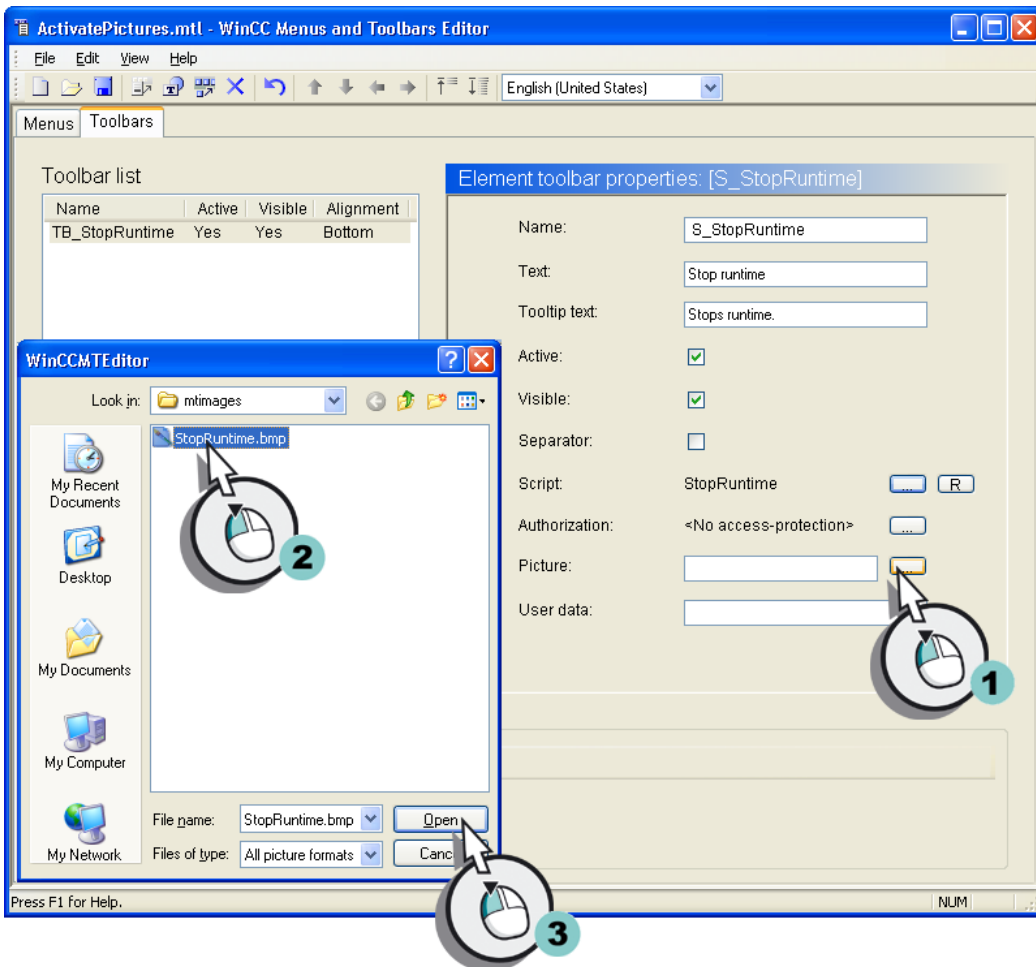 ActivatePictures.mtl - WinCC Menus and Toolbars Editor
File Edit View Help
English (United States)
Menus Toolbars
Toolbar list
Name Active Visible Alignment
TB_StopRuntime Yes Yes Bottom
Element toolbar properties: [S_StopRuntime]
Name: S_StopRuntime
Text: Stop runtime
Tooltip text: Stops runtime.
Active:
Visible:
Separator:
Script: StopRuntime ... R
Authorization: <No access-protection> ...
Picture: ...
User data:
1
WinCCMTEditor
Look in: mtimages
StopRuntime.bmp
2
My Recent
Documents
Desktop
My Documents
My Computer
My Network
File name: StopRuntime.bmp Open
Files of type: All picture formats
3
Press F1 for Help. NUM